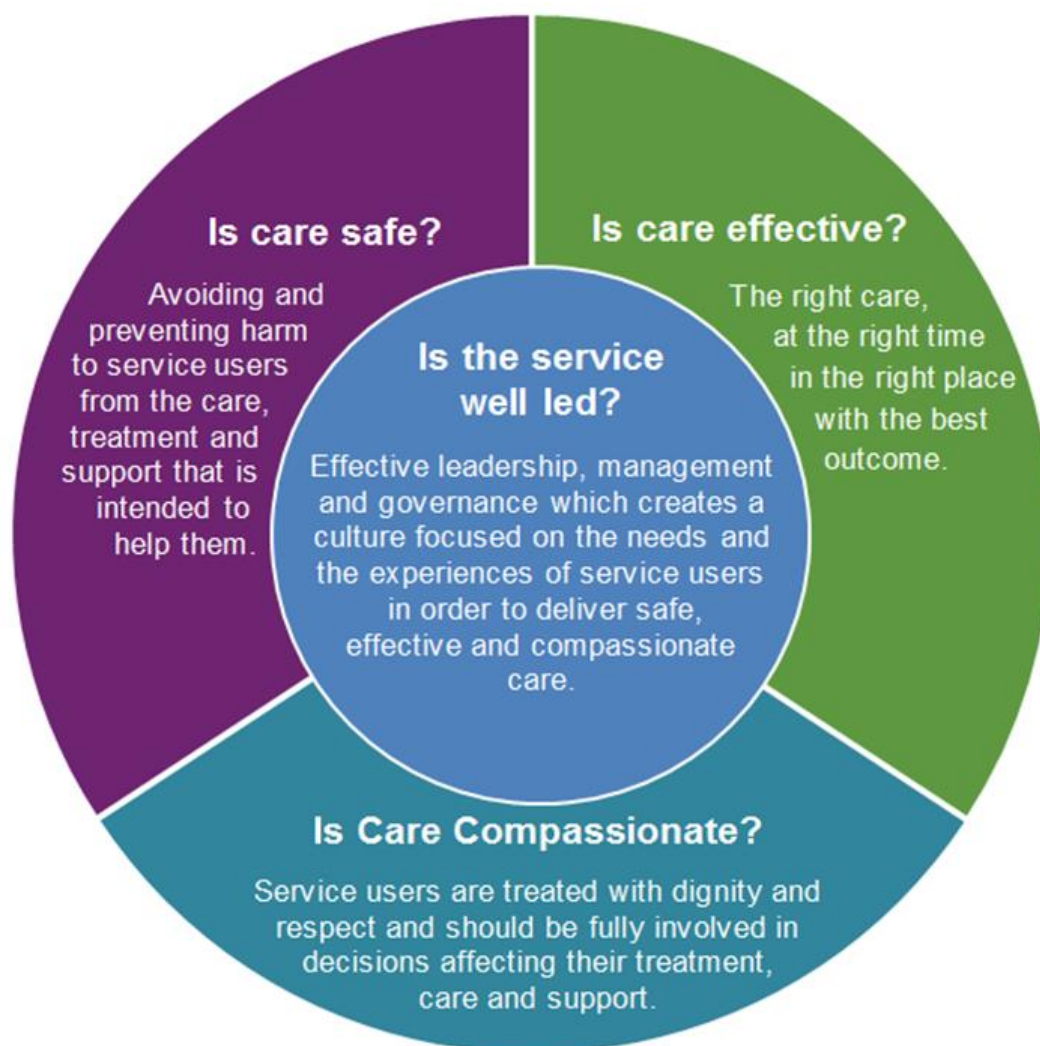 Is care safe?
Avoiding and
preventing harm
to service users
from the care,
treatment and
support that is
intended to
help them.
Is care effective?
The right care,
at the right time
in the right place
with the best
outcome.
Is the service
well led?
Effective leadership, management
and governance which creates a
culture focused on the needs and
the experiences of service users
in order to deliver safe,
effective and compassionate
care.
Is Care Compassionate?
Service users are treated with dignity and
respect and should be fully involved in
decisions affecting their treatment,
care and support.